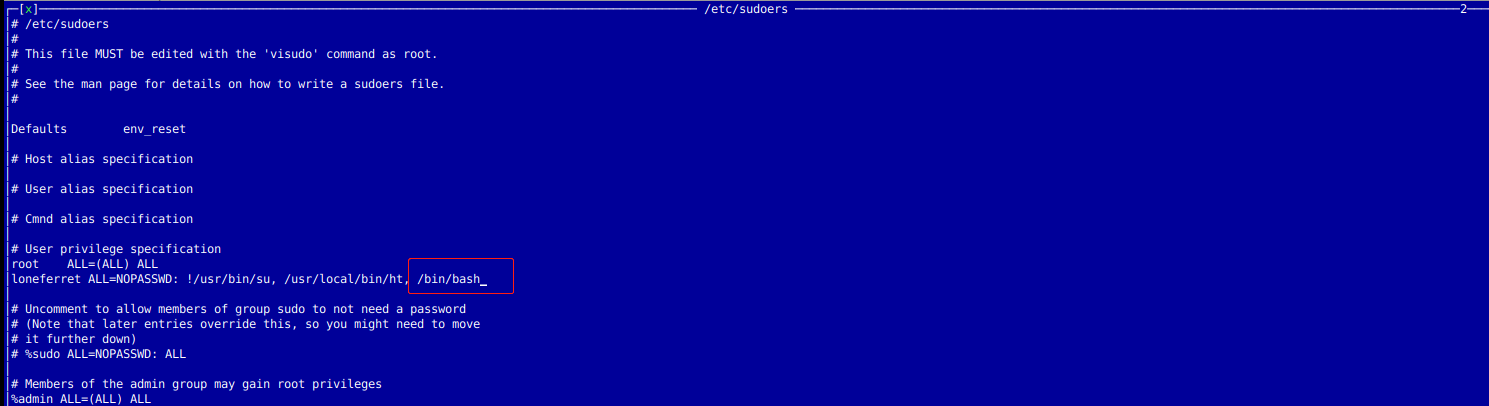 [x] /etc/sudoers 2
# /etc/sudoers
#
# This file MUST be edited with the 'visudo' command as root.
#
# See the man page for details on how to write a sudoers file.
#
Defaults        env_reset
# Host alias specification
# User alias specification
# Cmnd alias specification
# User privilege specification
root    ALL=(ALL) ALL
loneferret ALL=NOPASSWD: !/usr/bin/su, /usr/local/bin/ht, /bin/bash_
# Uncomment to allow members of group sudo to not need a password
# (Note that later entries override this, so you might need to move
# it further down)
# %sudo ALL=NOPASSWD: ALL
# Members of the admin group may gain root privileges
%admin ALL=(ALL) ALL